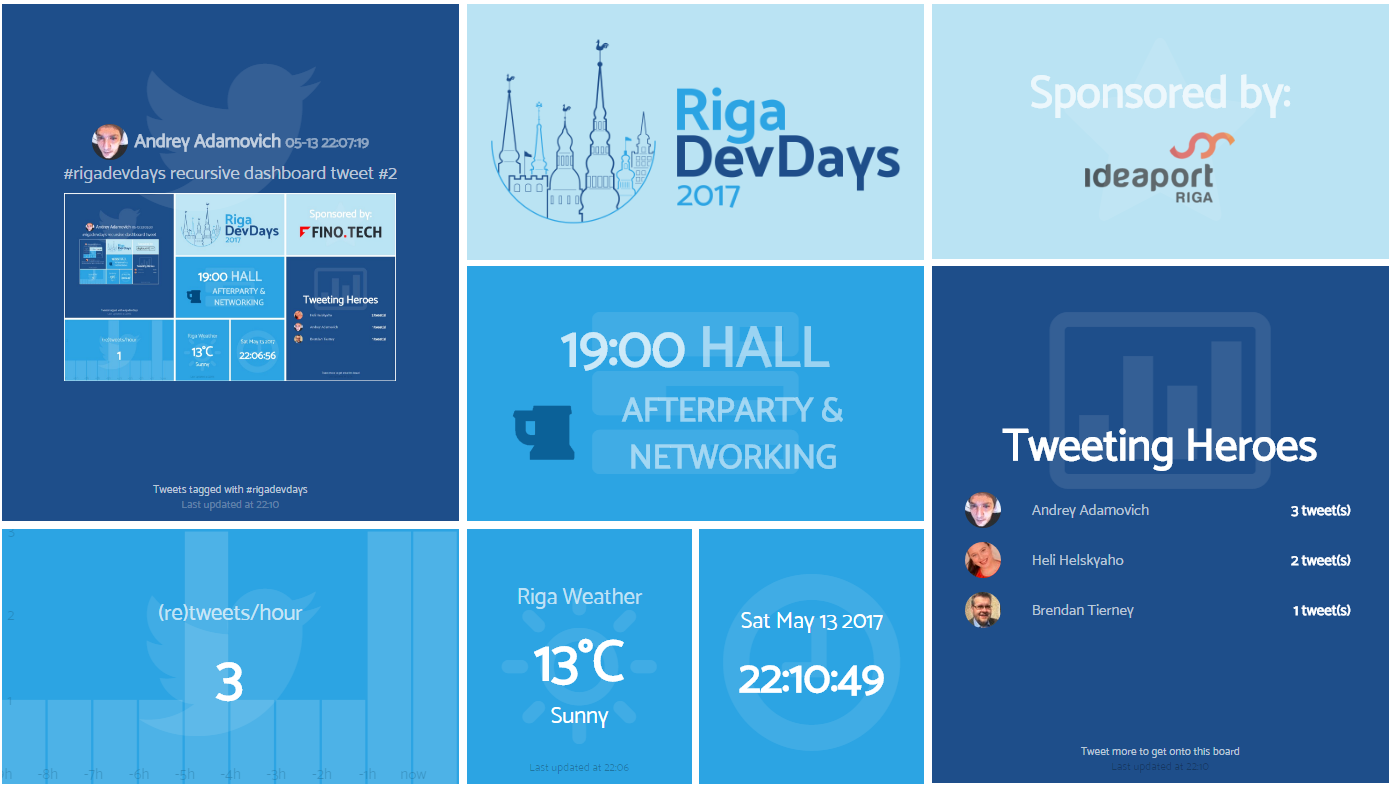 Andrey Adamovich 05-13 22:07:19
#rigadevdays recursive dashboard tweet #2
Riga
DevDays
2017
Sponsored by:
FINO.TECH
19:00 HALL
AFTERPARTY &
NETWORKING
Tweeting Heroes
(re)tweets/hour
1
Riga Weather
13°C
Sunny
Sat May 13 2017
22:06:56
Tweets tagged with #rigadevdays
Last updated at 22:10
Riga
DevDays
2017
Sponsored by:
ideaport
RIGA
19:00 HALL
AFTERPARTY &
NETWORKING
Tweeting Heroes
Andrey Adamovich 3 tweet(s)
Heli Helskyaho 2 tweet(s)
Brendan Tierney 1 tweet(s)
Tweet more to get onto this board
Last updated at 22:10
3
2
1
(re)tweets/hour
3
-8h -7h -6h -5h -4h -3h -2h -1h now
Riga Weather
13°C
Sunny
Last updated at 22:06
Sat May 13 2017
22:10:49